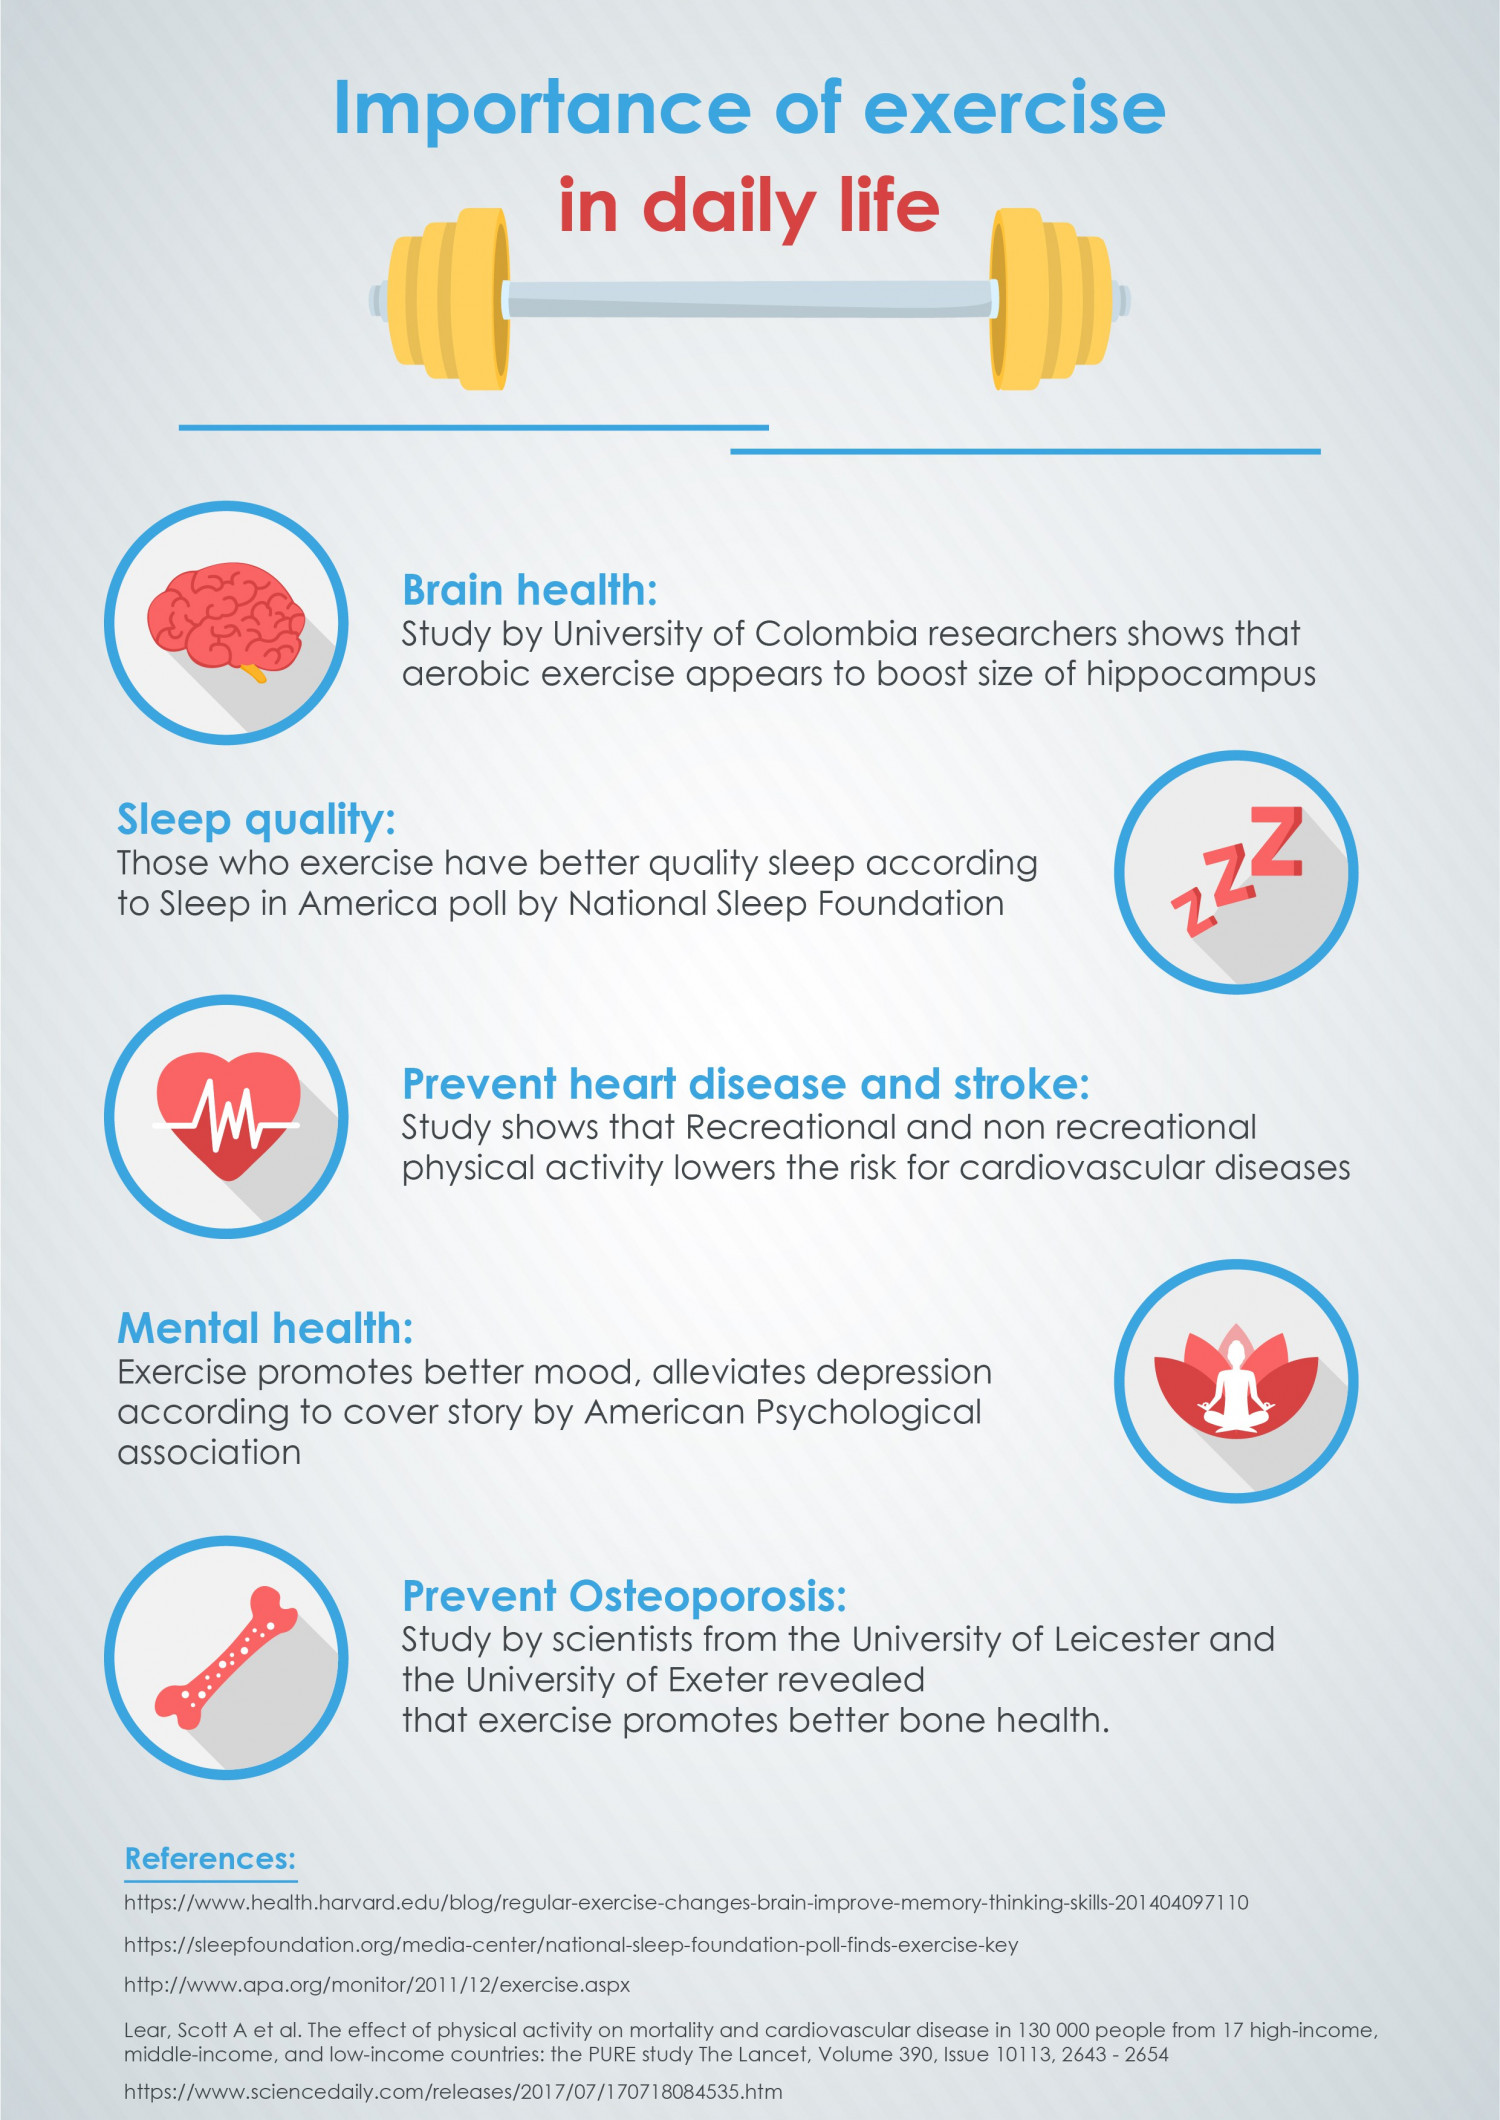 Importance of exercise
in daily life
Brain health:
Study by University of Colombia researchers shows that
aerobic exercise appears to boost size of hippocampus
Sleep quality:
Those who exercise have better quality sleep according
to Sleep in America poll by National Sleep Foundation
zzz
Prevent heart disease and stroke:
Study shows that Recreational and non recreational
physical activity lowers the risk for cardiovascular diseases
Mental health:
Exercise promotes better mood, alleviates depression
according to cover story by American Psychological
association
Prevent Osteoporosis:
Study by scientists from the University of Leicester and
the University of Exeter revealed
that exercise promotes better bone health.
References:
https://www.health.harvard.edu/blog/regular-exercise-changes-brain-improve-memory-thinking-skills-201404097110
https://sleepfoundation.org/media-center/national-sleep-foundation-poll-finds-exercise-key
http://www.apa.org/monitor/2011/12/exercise.aspx
Lear, Scott A et al. The effect of physical activity on mortality and cardiovascular disease in 130 000 people from 17 high-income,
middle-income, and low-income countries: the PURE study The Lancet, Volume 390, Issue 10113, 2643 - 2654
https://www.sciencedaily.com/releases/2017/07/170718084535.htm